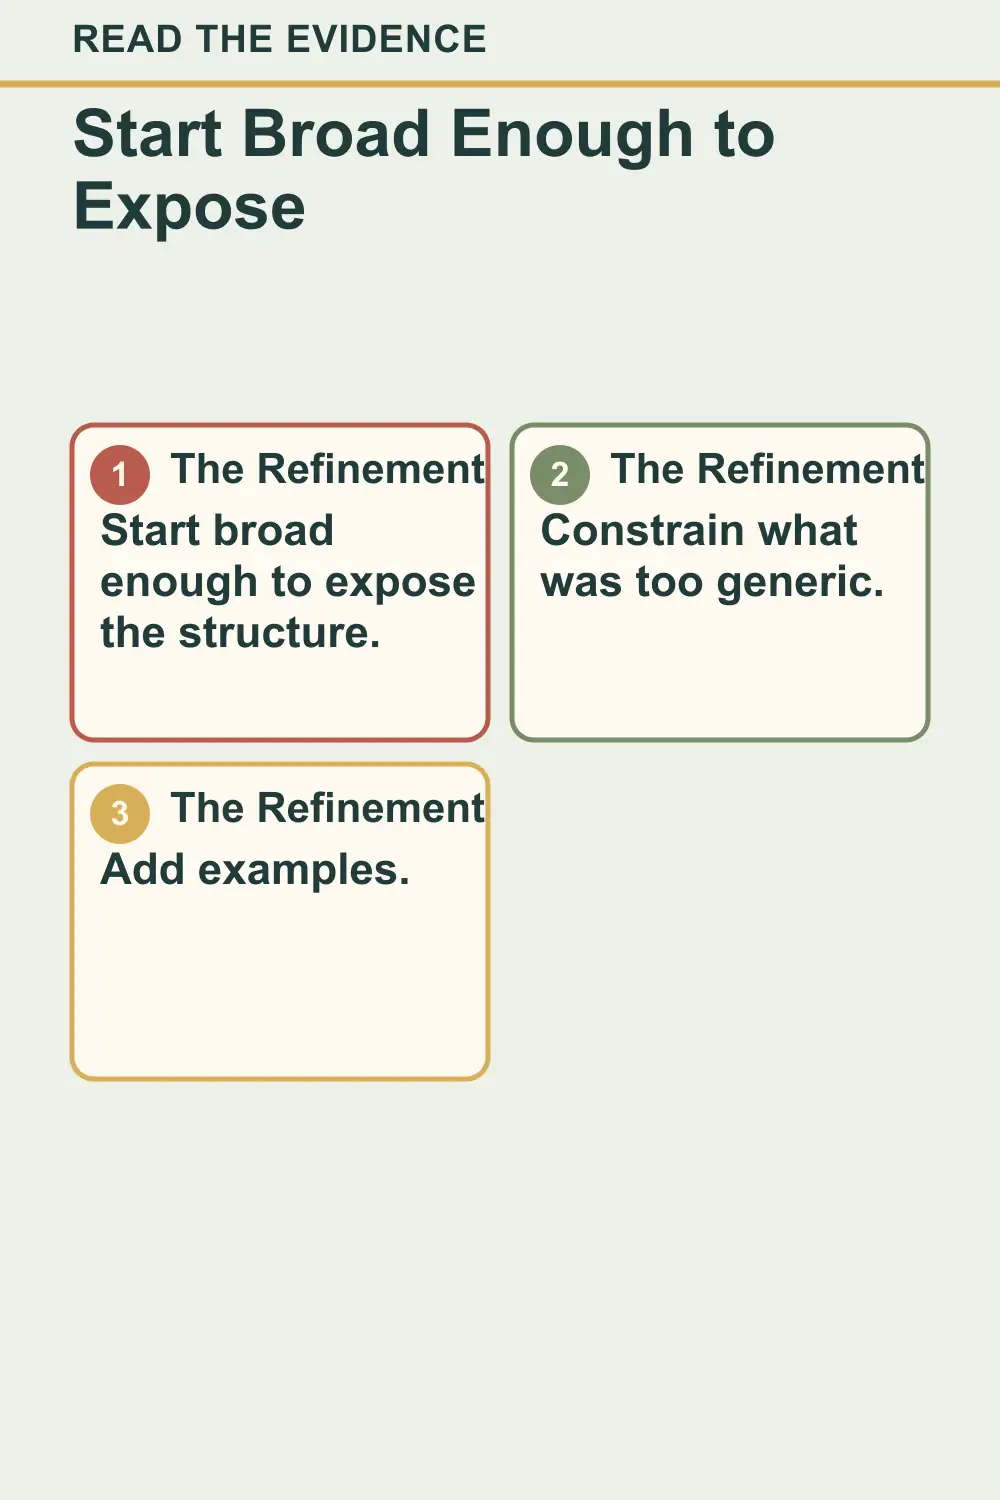 READ THE EVIDENCE
Start Broad Enough to
Expose
1 The Refinement
Start broad
enough to expose
the structure.
2 The Refinement
Constrain what
was too generic.
3 The Refinement
Add examples.